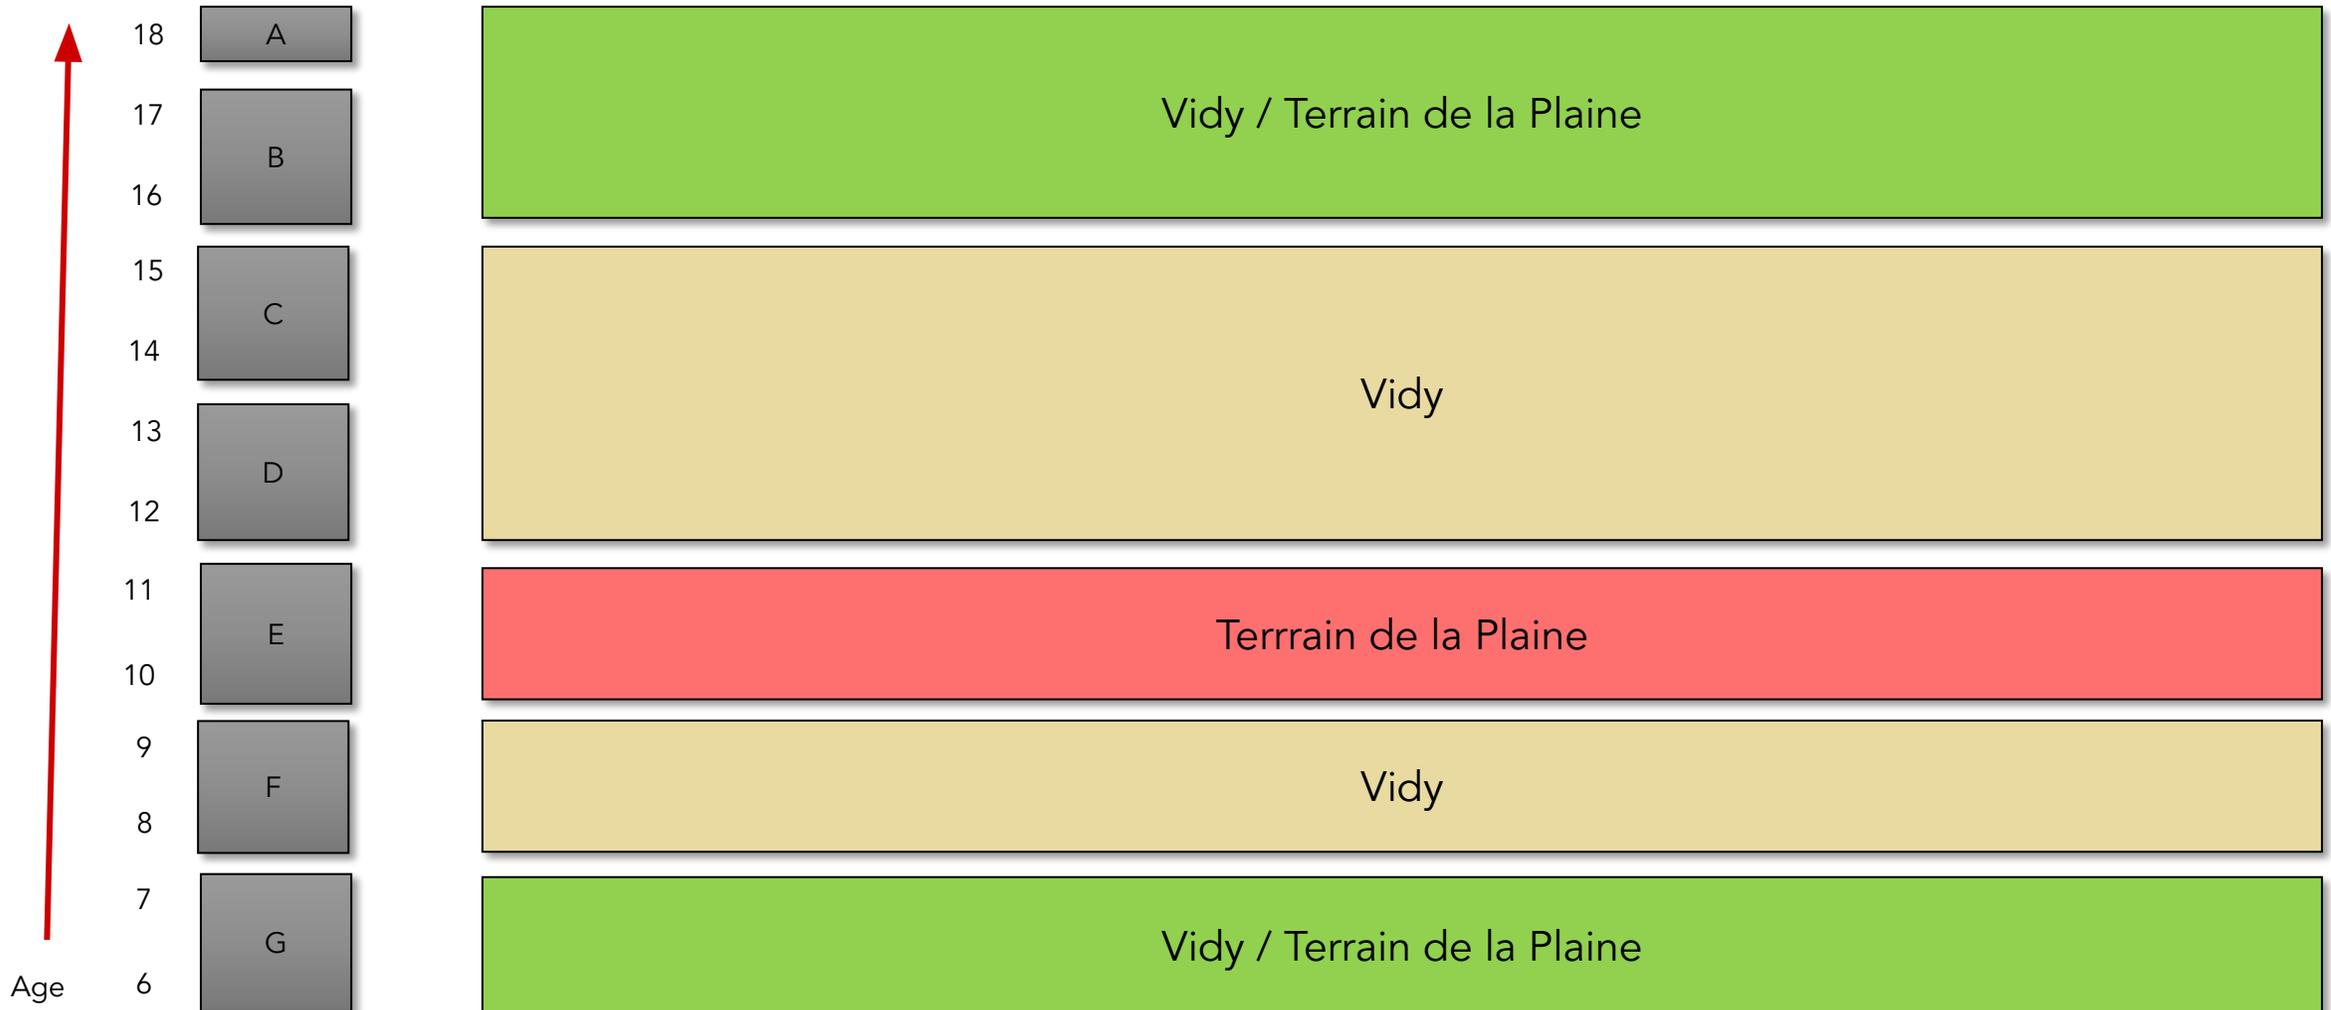 18
A
Vidy / Terrain de la Plaine
17
B
16
15
C
14
Vidy
13
D
12
11
E
Terrrain de la Plaine
10
9
F
Vidy
8
7
G
Vidy / Terrain de la Plaine
6
Age